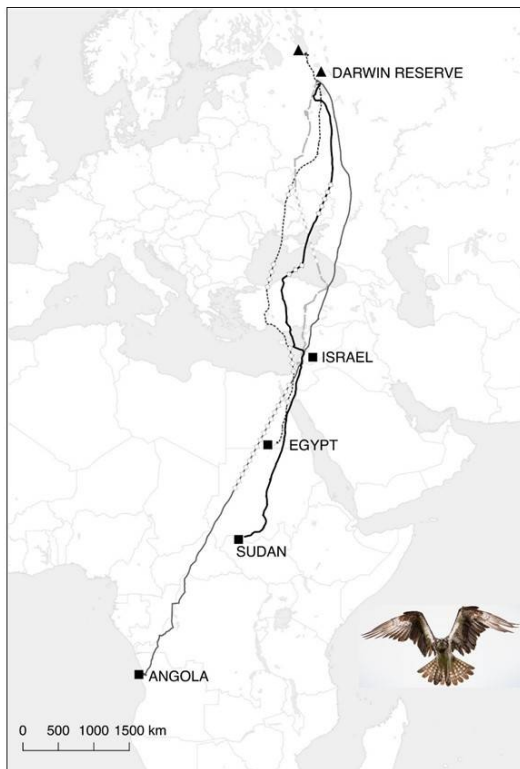 DARWIN RESERVE
ISRAEL
EGYPT
SUDAN
ANGOLA
0 500 1000 1500 km